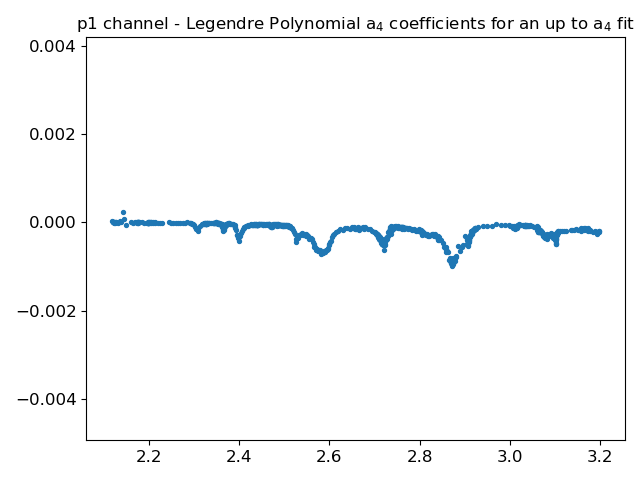 p1 channel - Legendre Polynomial a₄ coefficients for an up to a₄ fit
0.004
0.002
0.000
−0.002
−0.004
2.2 2.4 2.6 2.8 3.0 3.2